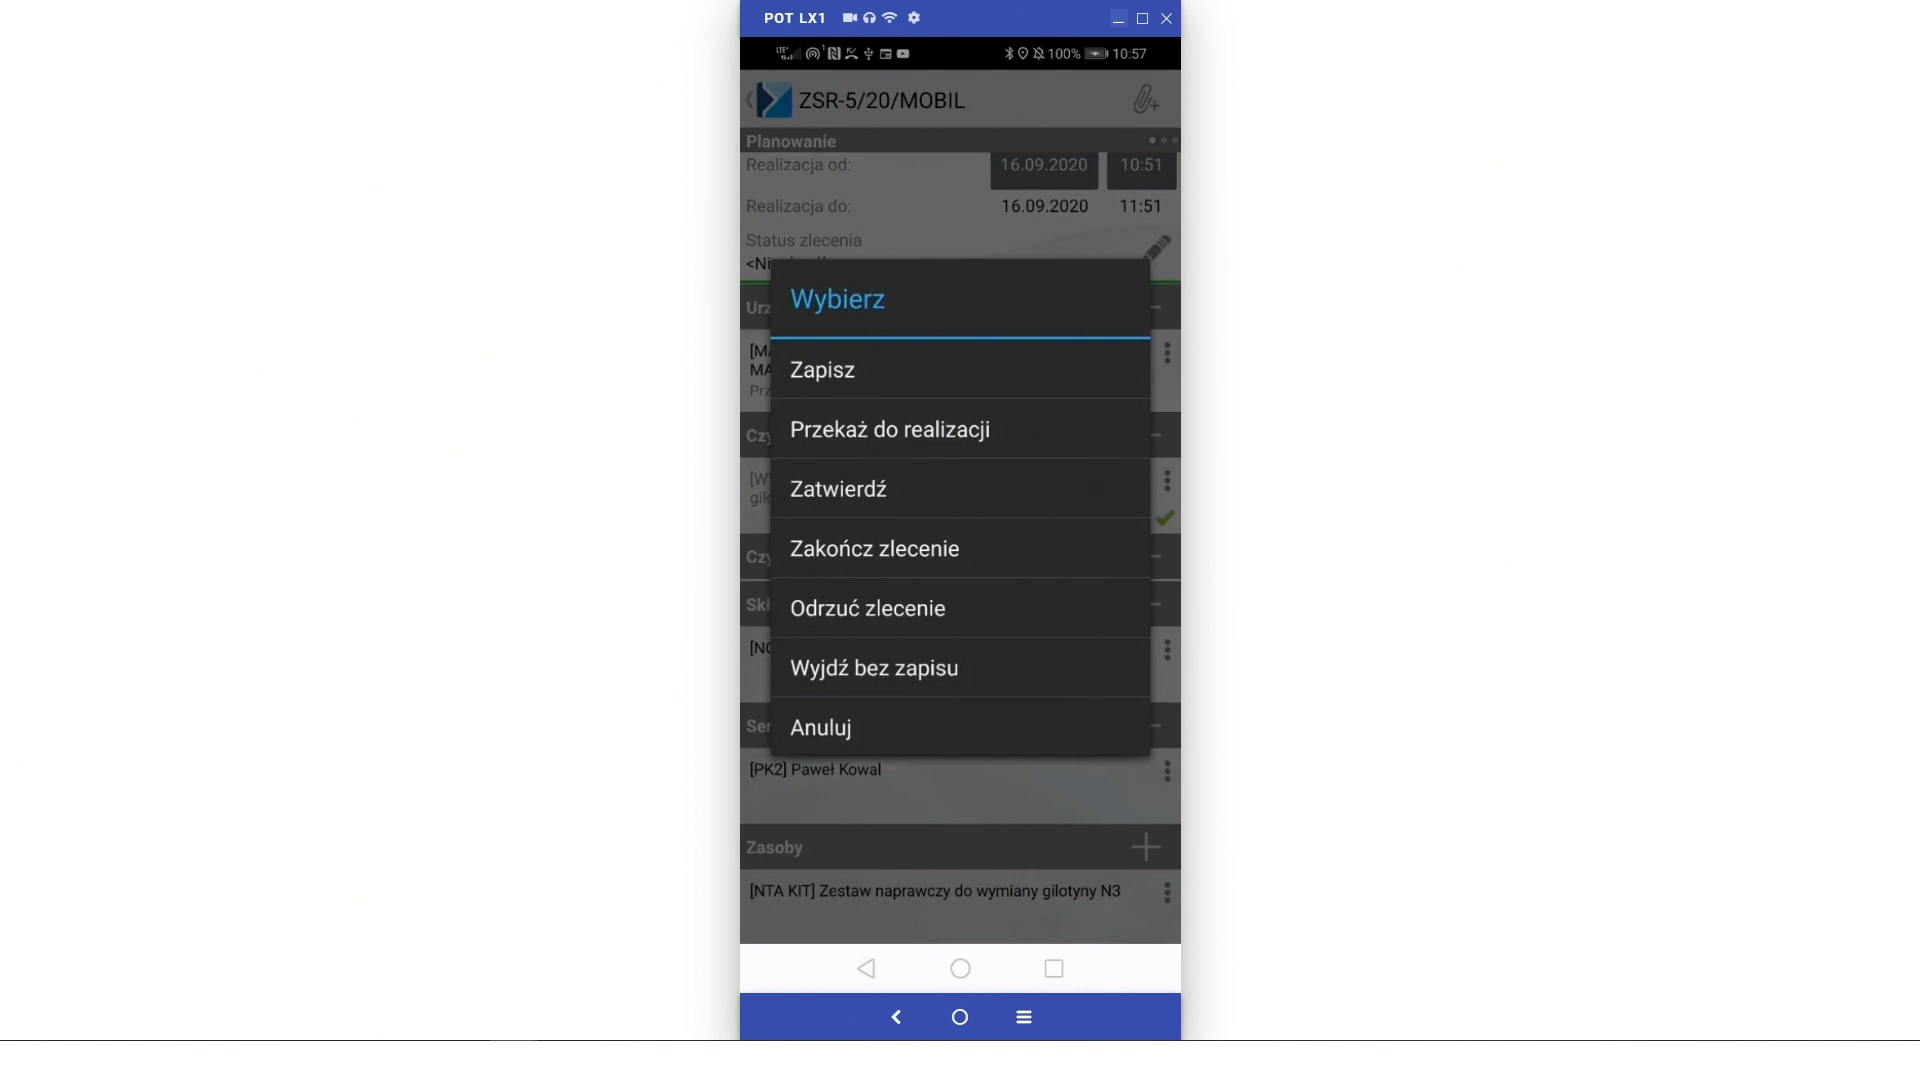 POT LX1
100% 10:57
ZSR-5/20/MOBIL
Planowanie
Realizacja od: 16.09.2020 10:51
Realizacja do: 16.09.2020 11:51
Status zlecenia
Wybierz
Zapisz
Przekaż do realizacji
Zatwierdź
Zakończ zlecenie
Odrzuć zlecenie
Wyjdź bez zapisu
Anuluj
[PK2] Paweł Kowal
Zasoby
[NTA KIT] Zestaw naprawczy do wymiany gilotyny N3